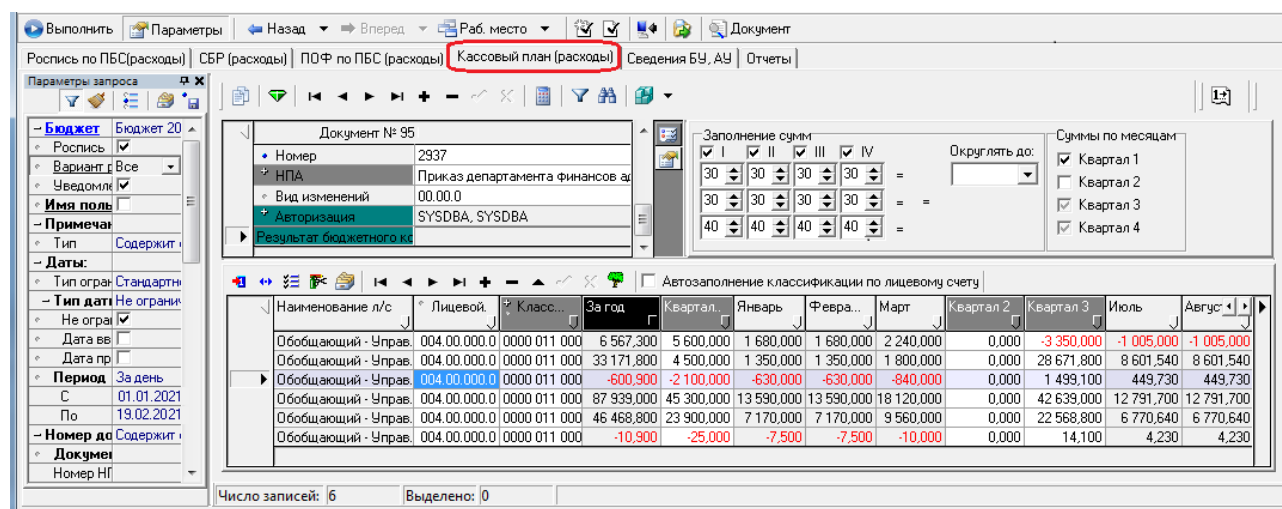 Выполнить Параметры Назад Вперед Раб. место Документ
Роспись по ПБС(расходы) СБР (расходы) ПОФ по ПБС (расходы) Кассовый план (расходы) Сведения БУ, АУ Отчеты
Параметры запроса
Бюджет Бюджет 20
Роспись
Вариант р Все
Уведомле
Имя поль
Примечан
Тип Содержит
Даты:
Тип огран Стандартн
Тип дат Не огранич
Не огра
Дата вв
Дата пр
Период За день
С 01.01.2021
По 19.02.2021
Номер до Содержит
Докумен
Номер НГ
Документ № 95
Номер 2937
НПА Приказ департамента финансов ад
Вид изменений 00.00.0
Авторизация SYSDBA, SYSDBA
Результат бюджетного ко
Заполнение сумм
I II III IV Округлять до:
30 30 30 30 =
30 30 30 30 = =
40 40 40 40 =
Суммы по месяцам
Квартал 1
Квартал 2
Квартал 3
Квартал 4
Автозаполнение классификации по лицевому счету
Наименование л/с Лицевой. Класс... За год Квартал.. Январь Февра... Март Квартал 2 Квартал 3 Июль Август
Обобщающий - Управ. 004.00.000.0 0000 011 000 6 567,300 5 600,000 1 680,000 1 680,000 2 240,000 0,000 -3 350,000 -1 005,000 -1 005,000
Обобщающий - Управ. 004.00.000.0 0000 011 000 33 171,800 4 500,000 1 350,000 1 350,000 1 800,000 0,000 28 671,800 8 601,540 8 601,540
Обобщающий - Управ. 004.00.000.0 0000 011 000 -600,900 -2 100,000 -630,000 -630,000 -840,000 0,000 1 499,100 449,730 449,730
Обобщающий - Управ. 004.00.000.0 0000 011 000 87 939,000 45 300,000 13 590,000 13 590,000 18 120,000 0,000 42 639,000 12 791,700 12 791,700
Обобщающий - Управ. 004.00.000.0 0000 011 000 46 468,800 23 900,000 7 170,000 7 170,000 9 560,000 0,000 22 568,800 6 770,640 6 770,640
Обобщающий - Управ. 004.00.000.0 0000 011 000 -10,900 -25,000 -7,500 -7,500 -10,000 0,000 14,100 4,230 4,230
Число записей: 6 Выделено: 0